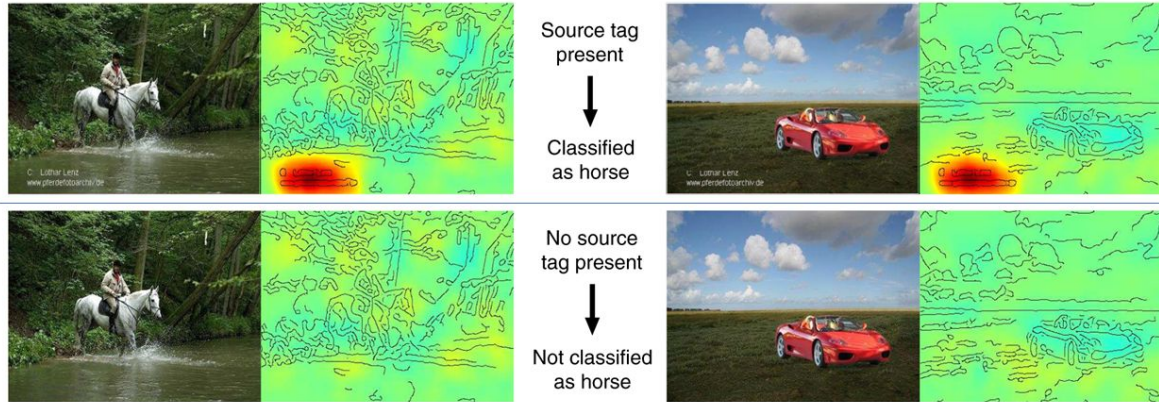 Source tag
present
Classified
as horse
C Lothar Lenz
www.pferdefotoarchiv.de
C Lothar Lenz
www.pferdefotoarchiv.de
No source
tag present
Not classified
as horse